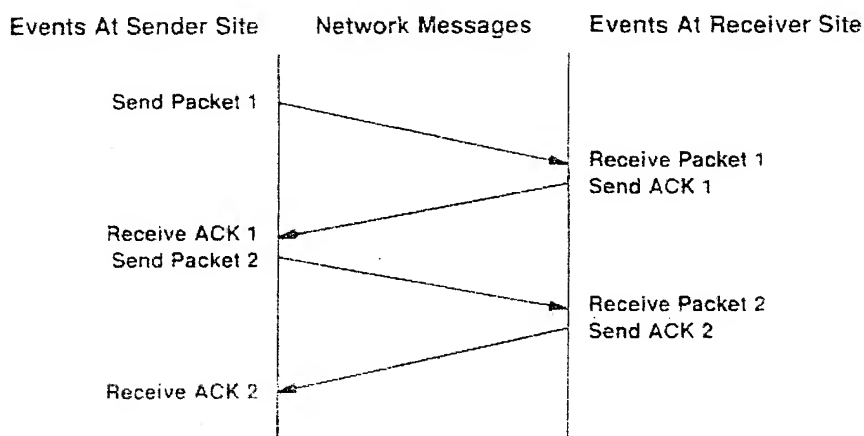 Events At Sender Site
Network Messages
Events At Receiver Site
Send Packet 1
Receive Packet 1
Send ACK 1
Receive ACK 1
Send Packet 2
Receive Packet 2
Send ACK 2
Receive ACK 2